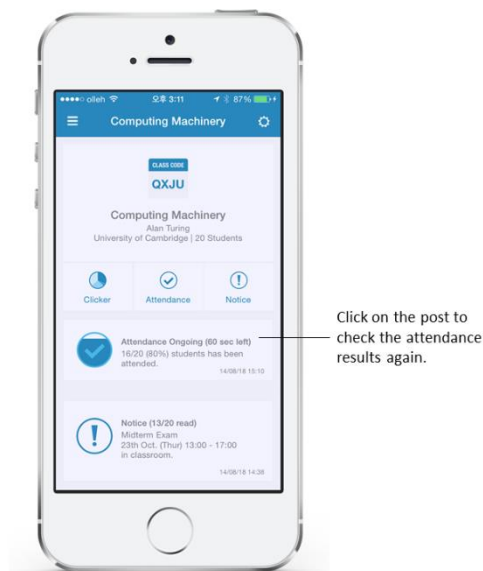 olleh 오후 3:11 87%
Computing Machinery
CLASS CODE
QXJU
Computing Machinery
Alan Turing
University of Cambridge | 20 Students
Clicker Attendance Notice
Attendance Ongoing (60 sec left)
16/20 (80%) students has been
attended.
14/08/18 15:10
Click on the post to
check the attendance
results again.
Notice (13/20 read)
Midterm Exam
23th Oct. (Thur) 13:00 - 17:00
in classroom.
14/08/18 14:38